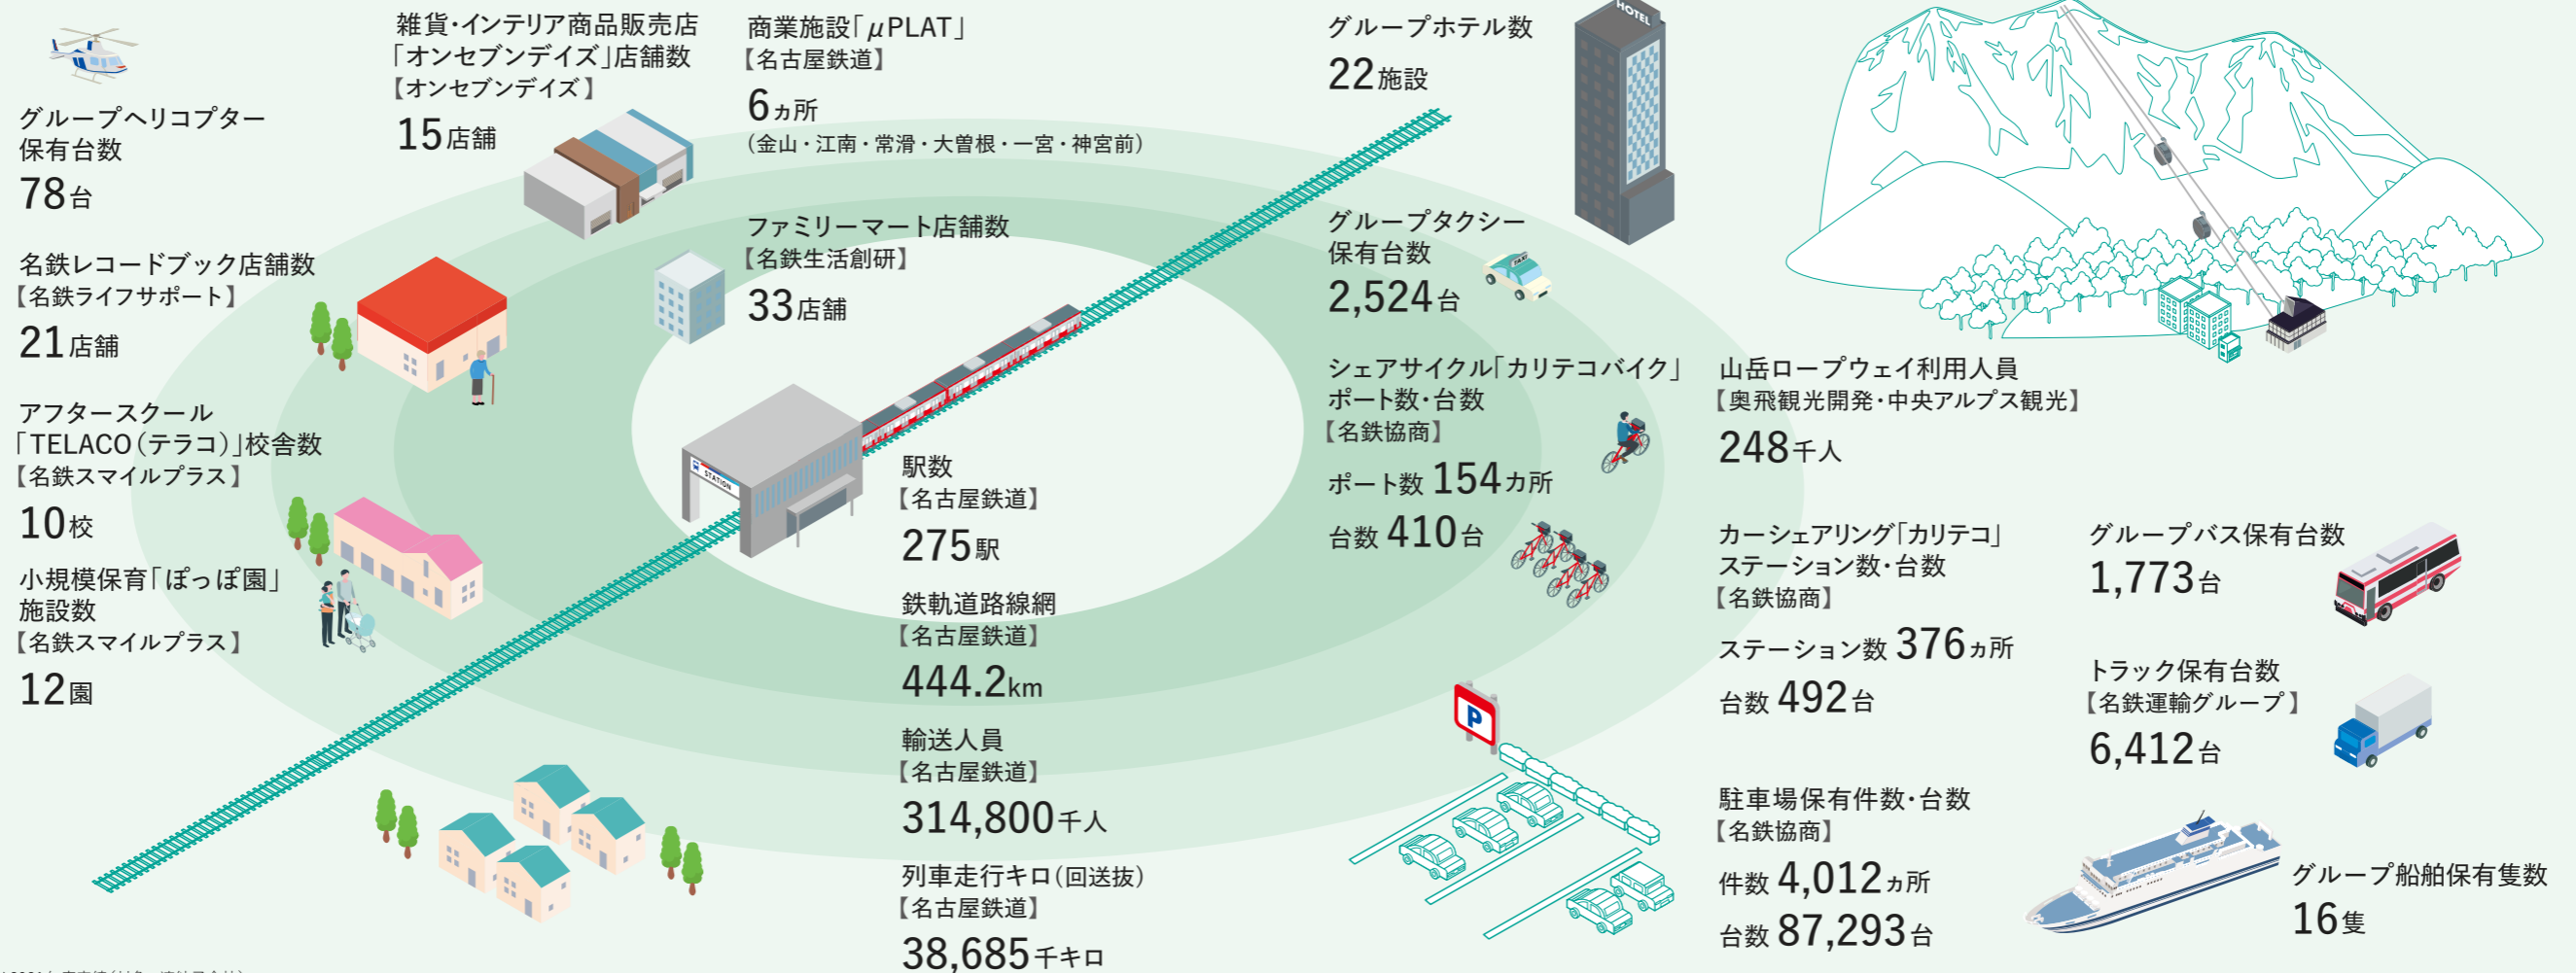 グループヘリコプター
保有台数
78台
名鉄レコードブック店舗数
【名鉄ライフサポート】
21店舗
アフタースクール
「TELACO(テラコ)」校舎数
【名鉄スマイルプラス】
10校
小規模保育「ぽっぽ園」
施設数
【名鉄スマイルプラス】
12園
雑貨・インテリア商品販売店
「オンセブンデイズ」店舗数
【オンセブンデイズ】
15店舗
商業施設「μPLAT」
【名古屋鉄道】
6ヵ所
(金山・江南・常滑・大曽根・一宮・神宮前)
ファミリーマート店舗数
【名鉄生活創研】
33店舗
STATION
駅数
【名古屋鉄道】
275駅
鉄軌道路線網
【名古屋鉄道】
444.2km
輸送人員
【名古屋鉄道】
314,800千人
列車走行キロ(回送抜)
【名古屋鉄道】
38,685千キロ
グループホテル数
22施設
HOTEL
グループタクシー
保有台数
2,524台
TAXI
シェアサイクル「カリテコバイク」
ポート数・台数
【名鉄協商】
ポート数 154カ所
台数 410台
P
山岳ロープウェイ利用人員
【奥飛観光開発・中央アルプス観光】
248千人
カーシェアリング「カリテコ」
ステーション数・台数
【名鉄協商】
ステーション数 376ヵ所
台数 492台
駐車場保有件数・台数
【名鉄協商】
件数 4,012ヵ所
台数 87,293台
グループバス保有台数
1,773台
トラック保有台数
【名鉄運輸グループ】
6,412台
グループ船舶保有隻数
16隻